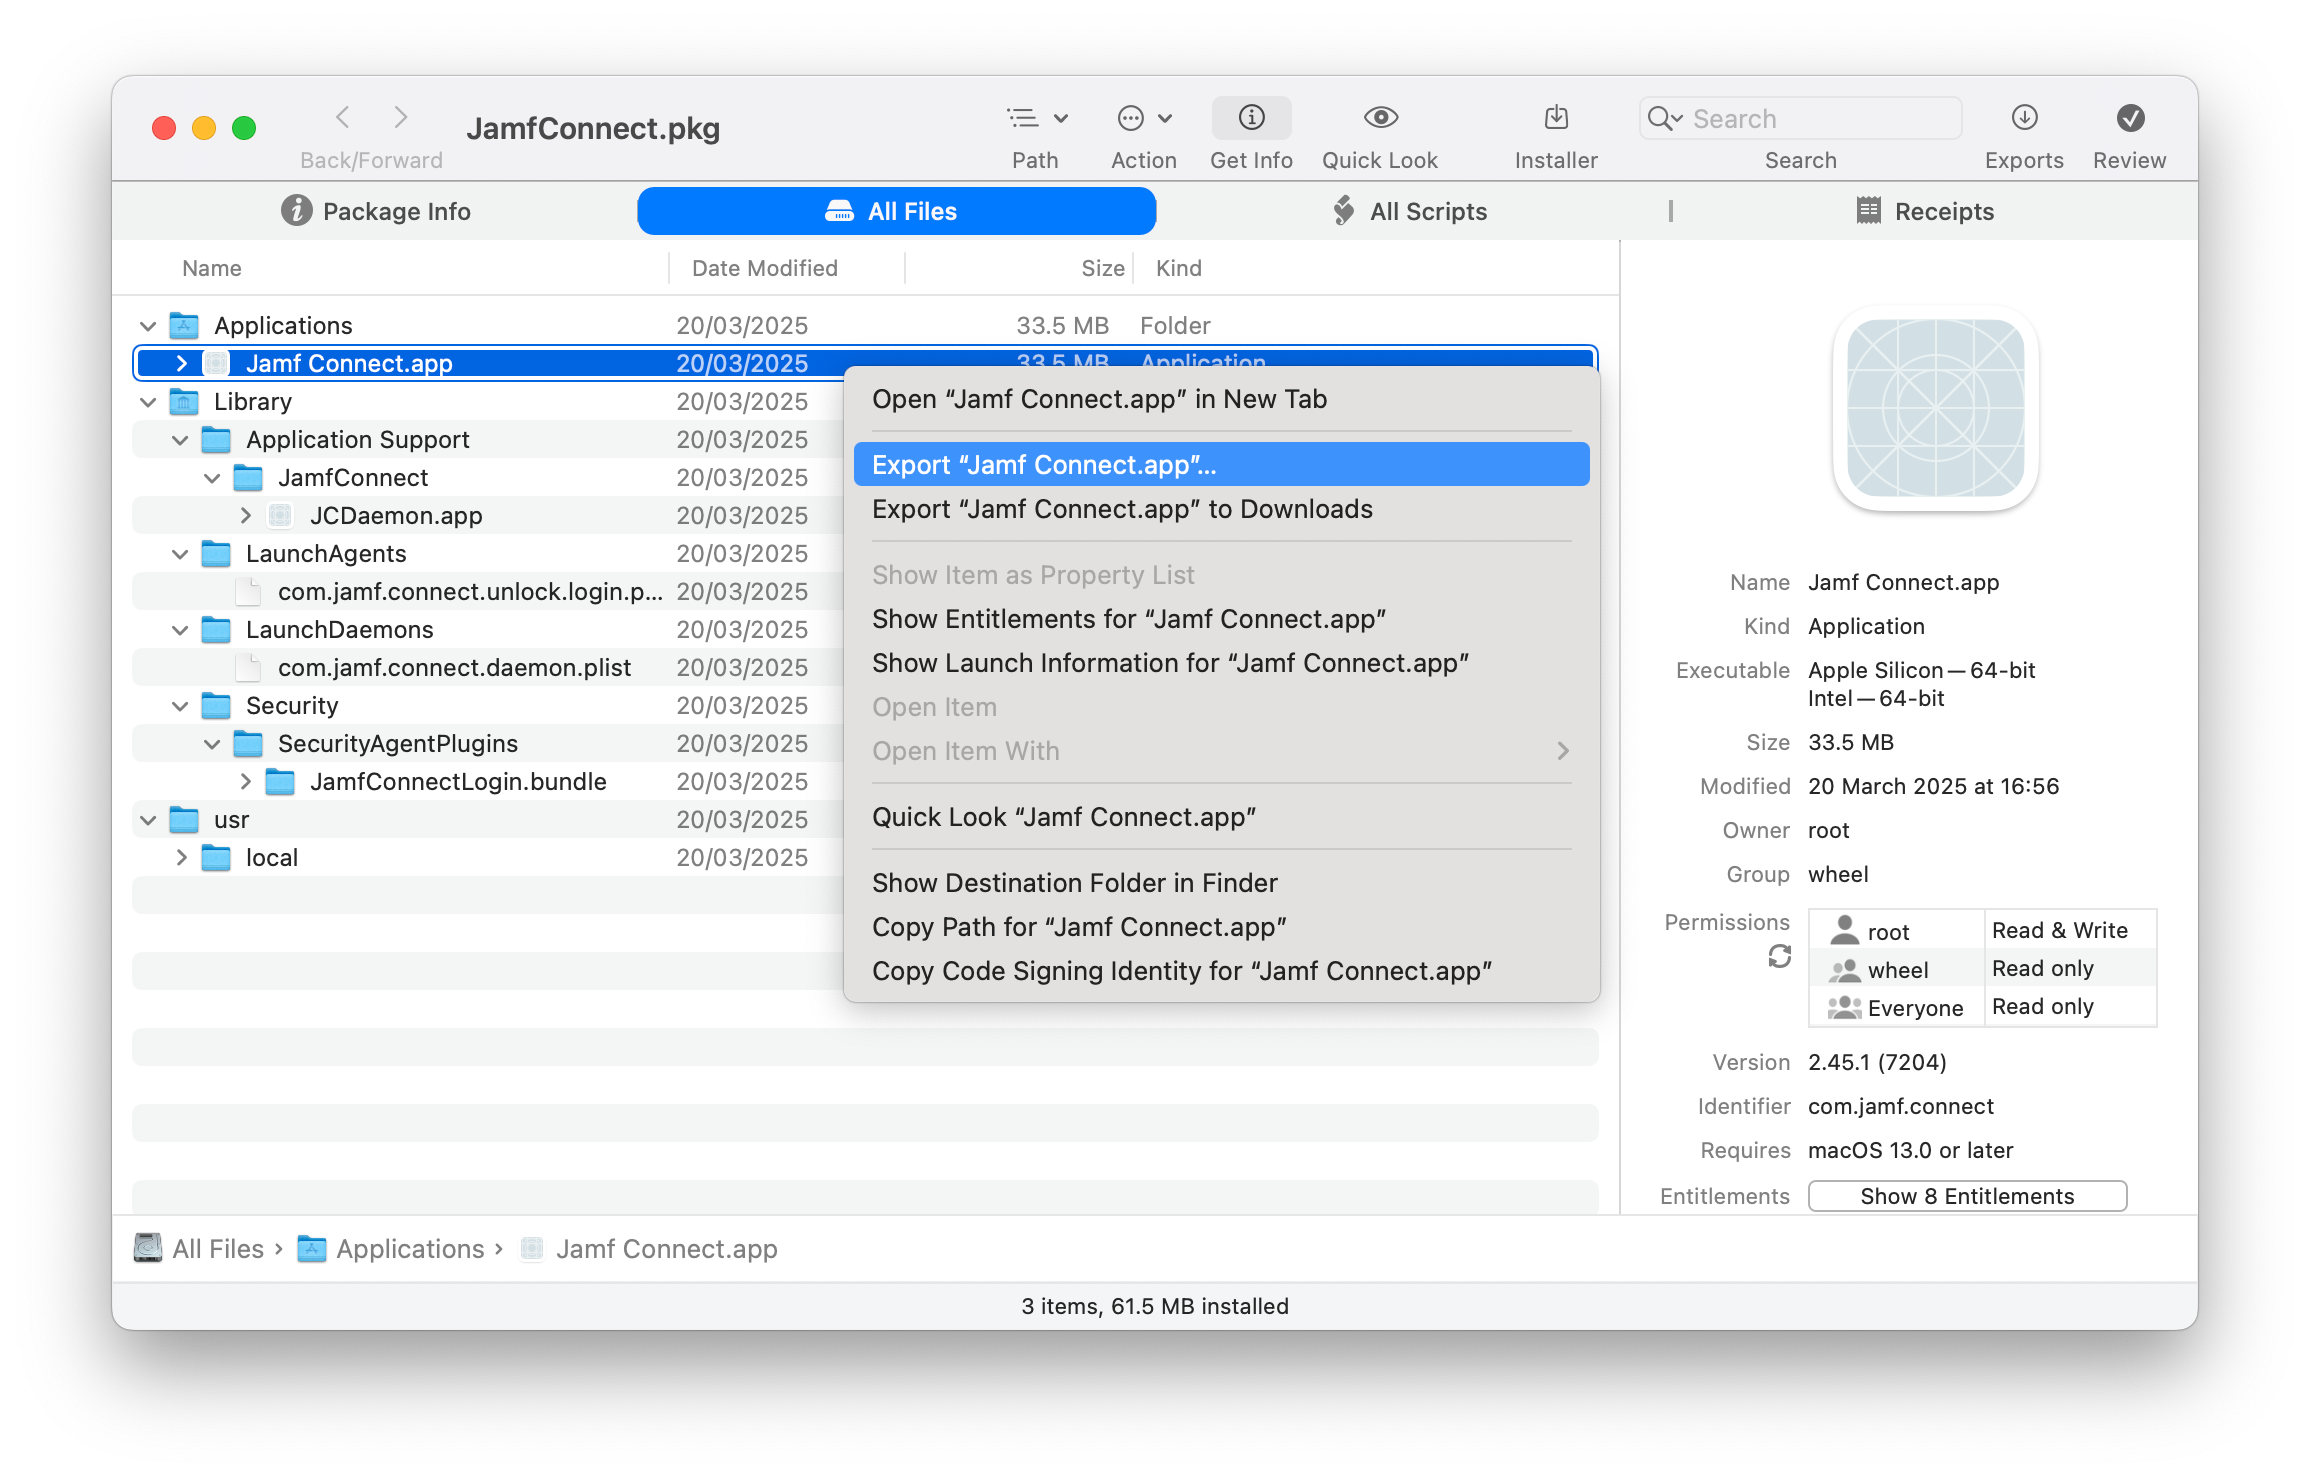 JamfConnect.pkg
Back/Forward
Path
Action
Get Info
Quick Look
Installer
Search
Search
Exports
Review
Package Info
All Files
All Scripts
Receipts
Name Date Modified Size Kind
Applications 20/03/2025 33.5 MB Folder
Jamf Connect.app 20/03/2025 33.5 MB Application
Library 20/03/2025
Application Support 20/03/2025
JamfConnect 20/03/2025
JCDaemon.app 20/03/2025
LaunchAgents 20/03/2025
com.jamf.connect.unlock.login.p... 20/03/2025
LaunchDaemons 20/03/2025
com.jamf.connect.daemon.plist 20/03/2025
Security 20/03/2025
SecurityAgentPlugins 20/03/2025
JamfConnectLogin.bundle 20/03/2025
usr 20/03/2025
local 20/03/2025
Open “Jamf Connect.app” in New Tab
Export “Jamf Connect.app”...
Export “Jamf Connect.app” to Downloads
Show Item as Property List
Show Entitlements for “Jamf Connect.app”
Show Launch Information for “Jamf Connect.app”
Open Item
Open Item With
Quick Look “Jamf Connect.app”
Show Destination Folder in Finder
Copy Path for “Jamf Connect.app”
Copy Code Signing Identity for “Jamf Connect.app”
Name Jamf Connect.app
Kind Application
Executable Apple Silicon — 64-bit
Intel — 64-bit
Size 33.5 MB
Modified 20 March 2025 at 16:56
Owner root
Group wheel
Permissions root Read & Write
wheel Read only
Everyone Read only
Version 2.45.1 (7204)
Identifier com.jamf.connect
Requires macOS 13.0 or later
Entitlements Show 8 Entitlements
All Files › Applications › Jamf Connect.app
3 items, 61.5 MB installed